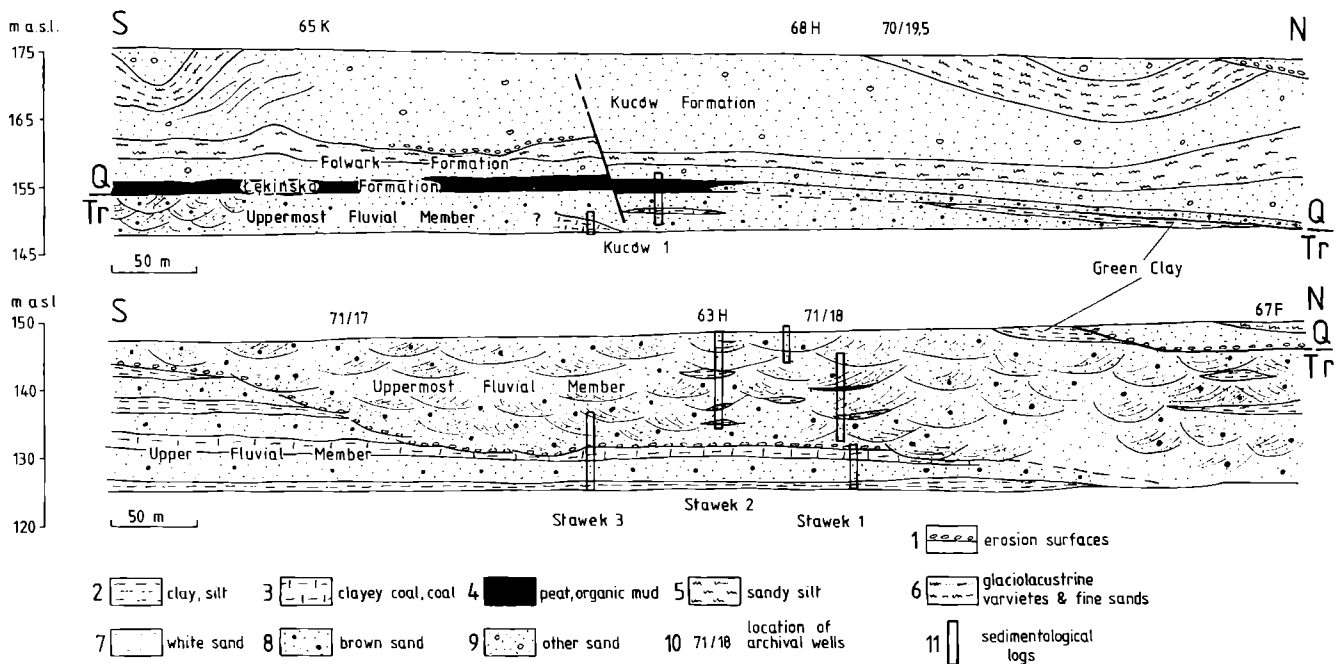 m a.s.l.
S
65 K
68 H
70/19,5
N
175
165
155
145
Kuców Formation
Folwark Formation
Q
Tr
Łękińska Formation
Uppermost Fluvial Member ?
Q
Tr
Kuców 1
50 m
Green Clay
m a s l
S
71/17
63 H
71/18
N
67F
150
140
130
120
Q
Tr
Uppermost Fluvial Member
Upper Fluvial Member
50 m
Stawek 3
Stawek 2
Stawek 1
1 erosion surfaces
2 clay, silt
3 clayey coal, coal
4 peat, organic mud
5 sandy silt
6 glaciolacustrine varvietes & fine sands
7 white sand
8 brown sand
9 other sand
10 71/18 location of archival wells
11 sedimentological logs